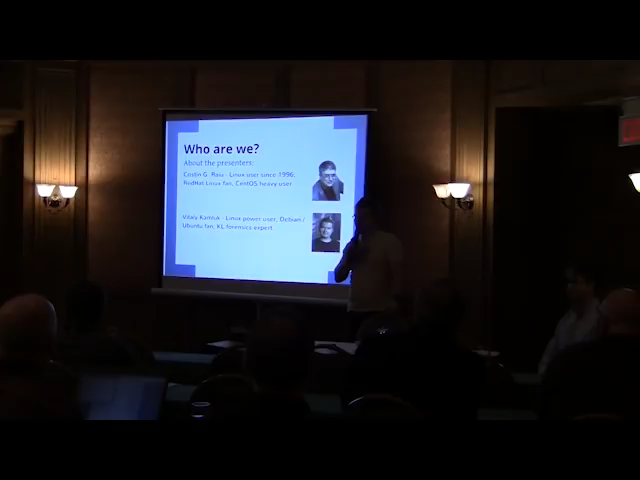 Who are we?
About the presenters:
Costin G. Raiu - Linux user since 1996;
RedHat Linux fan, CentOS heavy user
Vitaly Kamluk - Linux power user, Debian /
Ubuntu fan; KL forensics expert